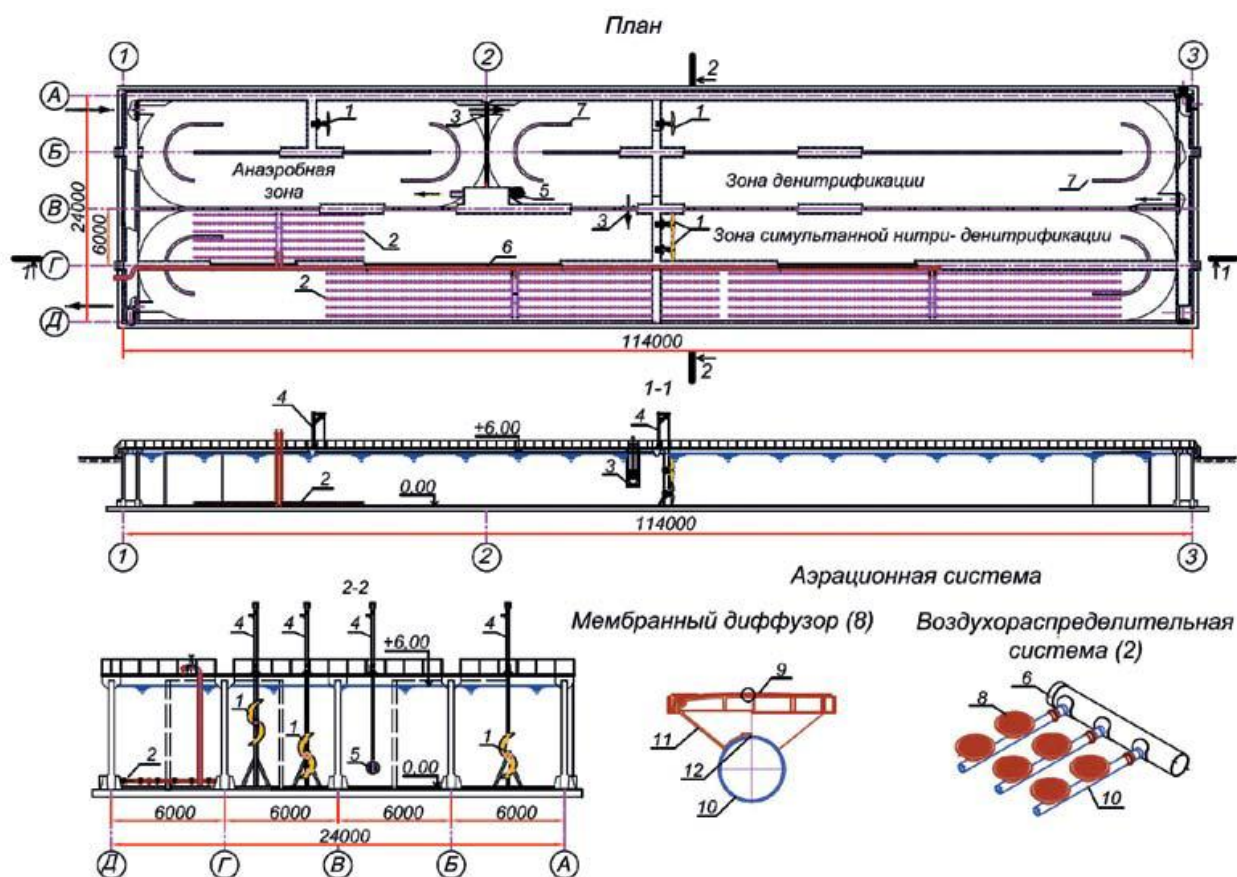 План
1
2
3
2
А
Б
В
Г
Д
1
3
7
1
Анаэробная
зона
5
Зона денитрификации
7
3
1
Зона симультанной нитри- денитрификации
2
6
2
24000
6000
1
1
114000
2
1-1
4
+6,00
4
3
2
0.00
114000
1
2
3
2-2
4
4
4
4
+6,00
1
1
5
1
2
0.00
6000
6000
6000
6000
24000
Д
Г
В
Б
А
Аэрационная система
Мембранный диффузор (8)
9
11
12
10
Воздухораспределительная
система (2)
6
8
10